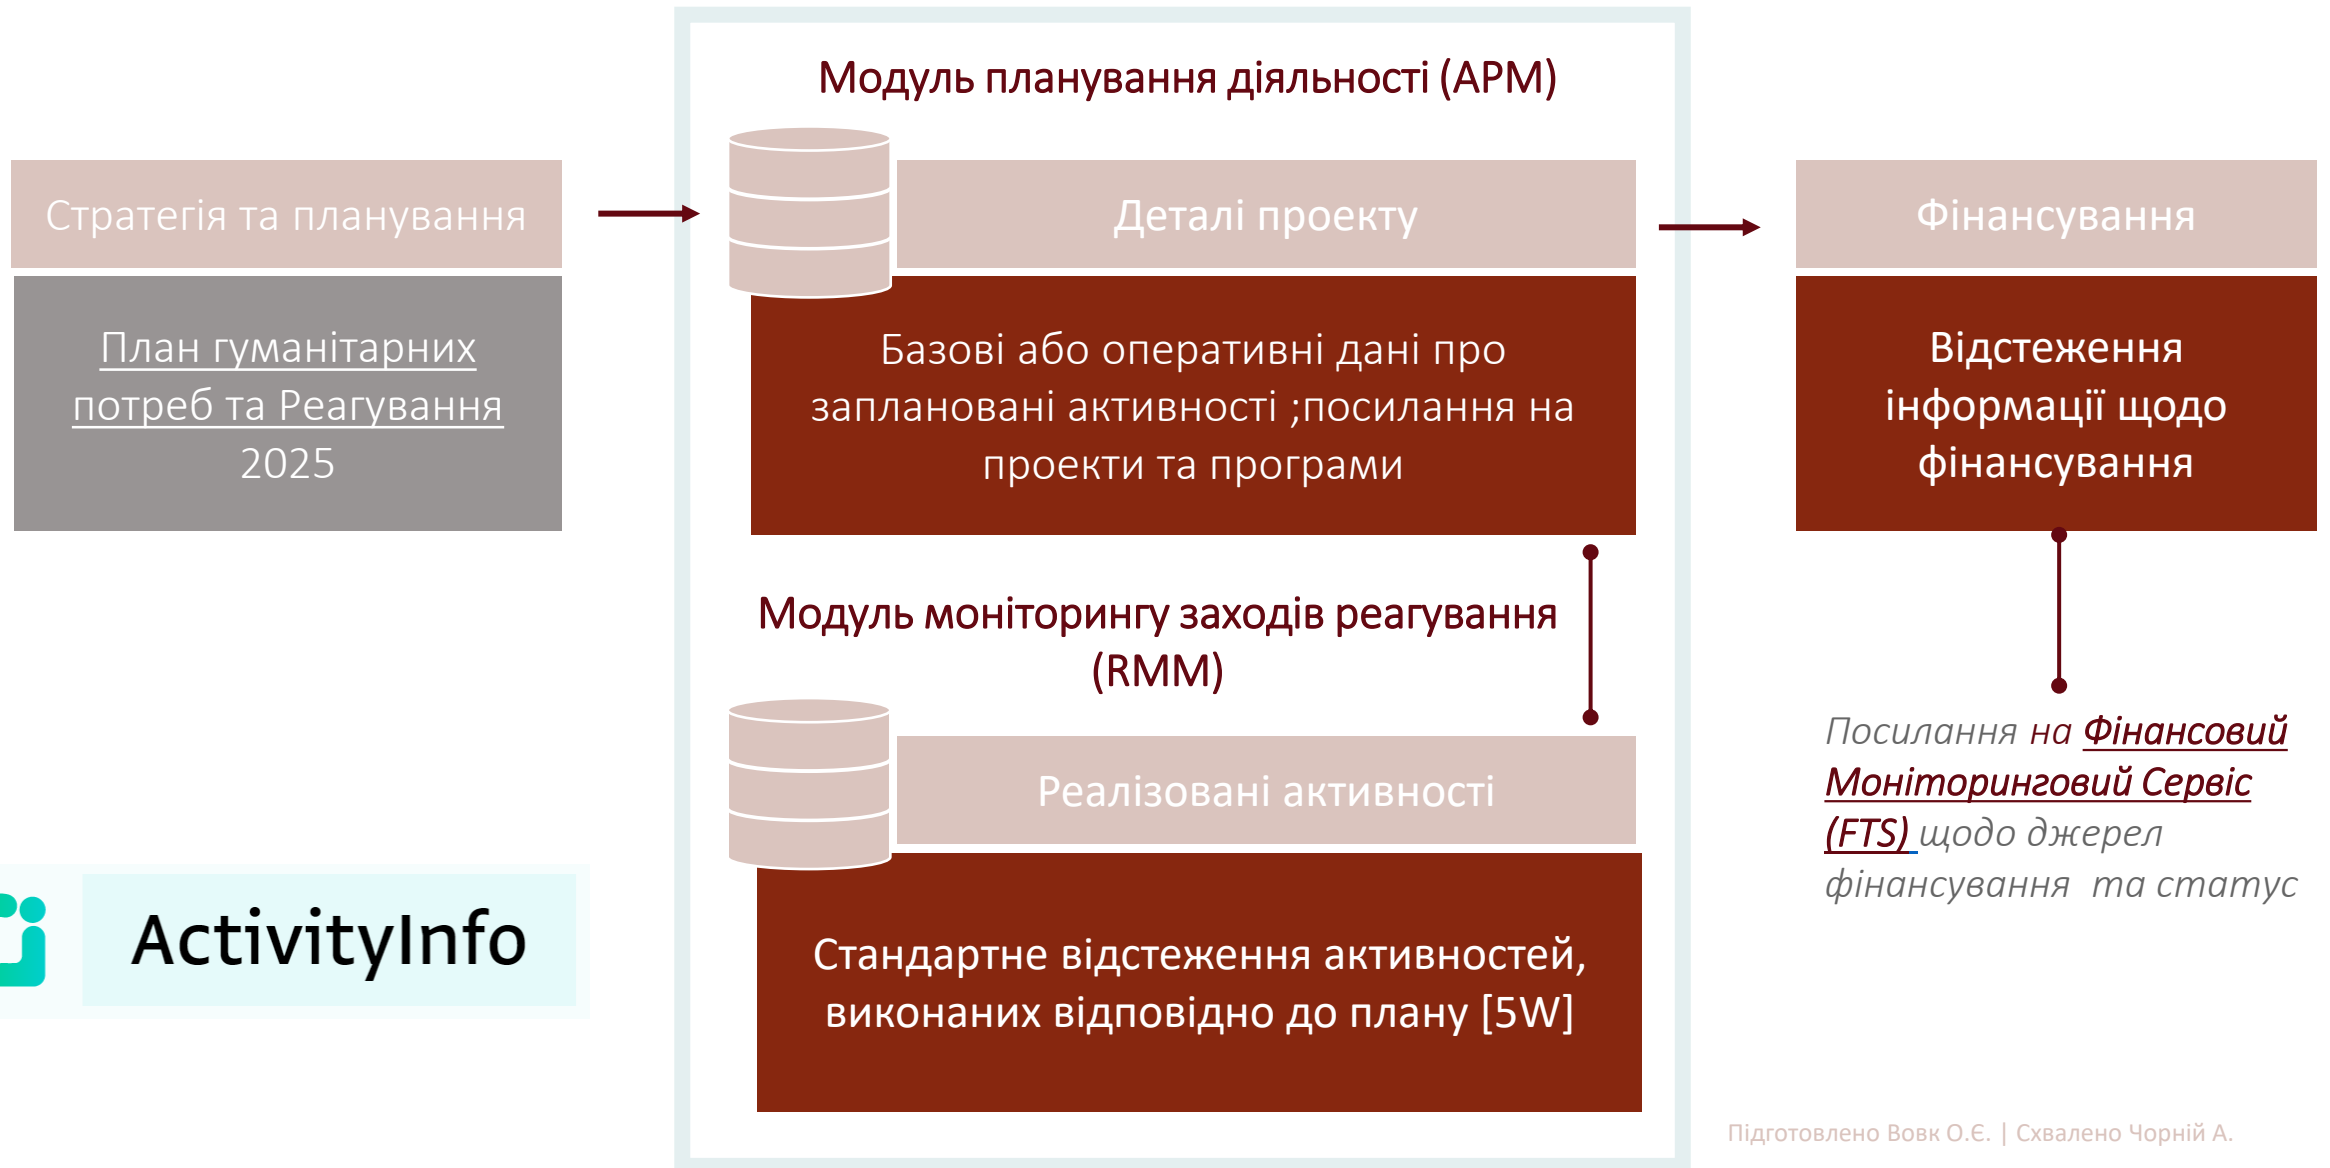 Модуль планування діяльності (APM)
Стратегія та планування
План гуманітарних
потреб та Реагування
2025
Деталі проекту
Базові або оперативні дані про
заплановані активності ;посилання на
проекти та програми
Фінансування
Відстеження
інформації щодо
фінансування
Модуль моніторингу заходів реагування
(RMM)
Реалізовані активності
Стандартне відстеження активностей,
виконаних відповідно до плану [5W]
Посилання на Фінансовий
Моніторинговий Сервіс
(FTS) щодо джерел
фінансування та статус
ActivityInfo
Підготовлено Вовк О.Є. | Схвалено Чорній А.